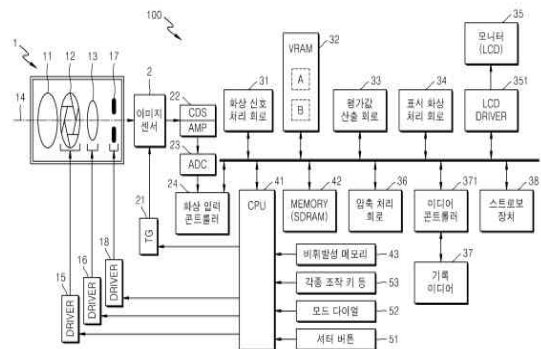 100
1
11
12
13
17
14
2
이미지
센서
22
CDS
AMP
23
ADC
24
화상 입력
콘트롤러
21
TG
15
DRIVER
16
DRIVER
18
DRIVER
31
화상 신호
처리 회로
VRAM
32
A
B
33
평가값
산출 회로
34
표서 화상
처리 회로
35
모니터
(LCD)
351
LCD
DRIVER
41
CPU
42
MEMORY
(SDRAM)
36
압축 처리
회로
371
미디어
콘트롤러
38
스트로보
장치
37
기록
미디어
비휘발성 메모리
43
각종 조작 키 등
53
모드 다이얼
52
셔터 버튼
51